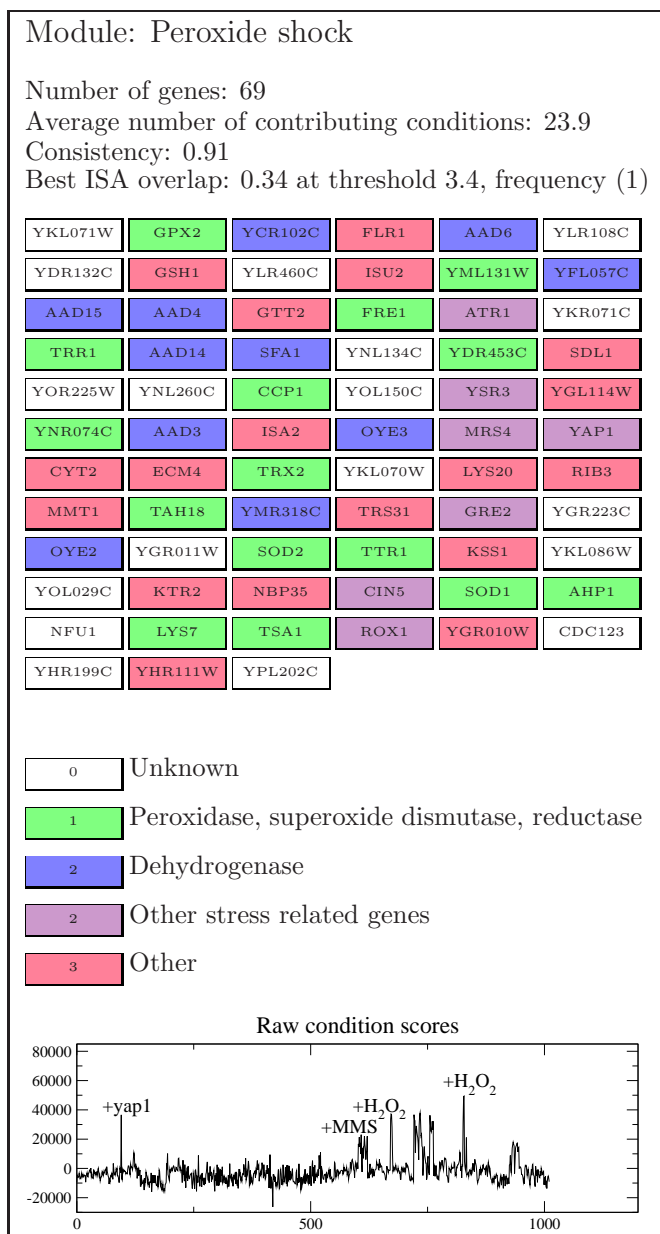 Module: Peroxide shock
Number of genes: 69
Average number of contributing conditions: 23.9
Consistency: 0.91
Best ISA overlap: 0.34 at threshold 3.4, frequency (1)
YKL071W GPX2 YCR102C FLR1 AAD6 YLR108C
YDR132C GSH1 YLR460C ISU2 YML131W YFL057C
AAD15 AAD4 GTT2 FRE1 ATR1 YKR071C
TRR1 AAD14 SFA1 YNL134C YDR453C SDL1
YOR225W YNL260C CCP1 YOL150C YSR3 YGL114W
YNR074C AAD3 ISA2 OYE3 MRS4 YAP1
CYT2 ECM4 TRX2 YKL070W LYS20 RIB3
MMT1 TAH18 YMR318C TRS31 GRE2 YGR223C
OYE2 YGR011W SOD2 TTR1 KSS1 YKL086W
YOL029C KTR2 NBP35 CIN5 SOD1 AHP1
NFU1 LYS7 TSA1 ROX1 YGR010W CDC123
YHR199C YHR111W YPL202C
0 Unknown
1 Peroxidase, superoxide dismutase, reductase
2 Dehydrogenase
2 Other stress related genes
3 Other
Raw condition scores
80000
60000
40000
20000
0
-20000
+yap1
+MMS
+H₂O₂
+H₂O₂
0 500 1000